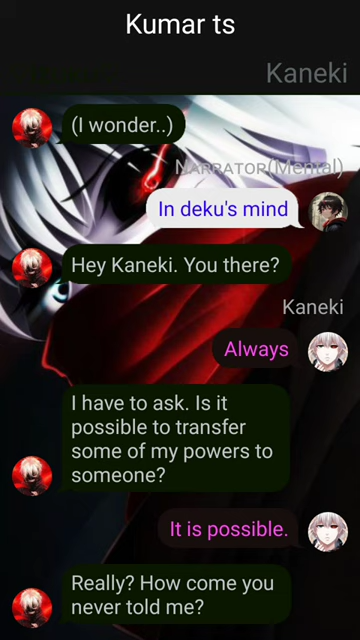 Kumar ts
Kaneki
(I wonder..)
Narrator(Mental)
In deku's mind
Hey Kaneki. You there?
Kaneki
Always
I have to ask. Is it
possible to transfer
some of my powers to
someone?
It is possible.
Really? How come you
never told me?